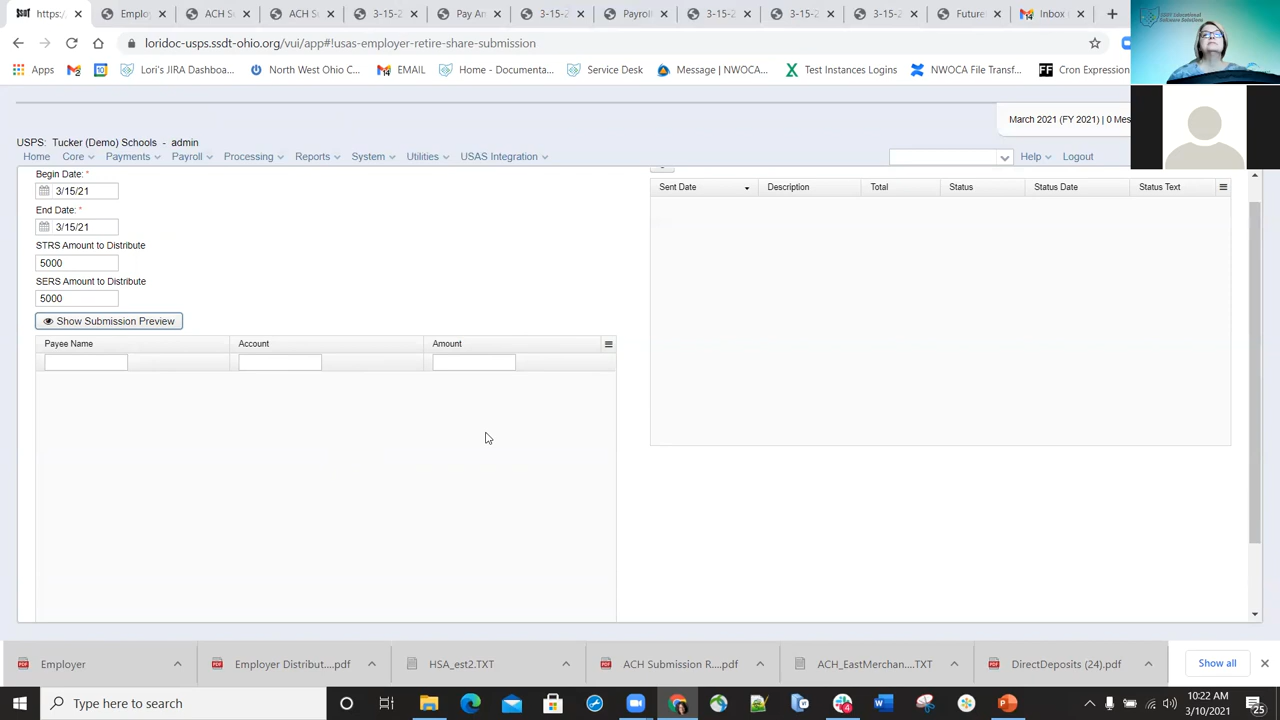 https:/
Employ
ACH S
ACH S
3-15-2
3-15-2
3-15-2
Payroll
3-15-2
3-15-2
3-15-2
Future
Inbox (
loridoc-usps.ssdt-ohio.org/vui/app#!usas-employer-retire-share-submission
Apps
Lori's JIRA Dashboa...
North West Ohio C...
EMAIL
Home - Documenta...
Service Desk
Message | NWOCA...
Test Instances Logins
NWOCA File Transf...
Cron Expression
March 2021 (FY 2021) | 0 Mes
USPS: Tucker (Demo) Schools - admin
Home Core Payments Payroll Processing Reports System Utilities USAS Integration Help Logout
Begin Date: *
3/15/21
End Date: *
3/15/21
STRS Amount to Distribute
5000
SERS Amount to Distribute
5000
Show Submission Preview
Payee Name Account Amount
Sent Date Description Total Status Status Date Status Text
Employer
Employer Distribut....pdf
HSA_est2.TXT
ACH Submission R....pdf
ACH_EastMerchan....TXT
DirectDeposits (24).pdf
Show all
Type here to search
10:22 AM
3/10/2021
25